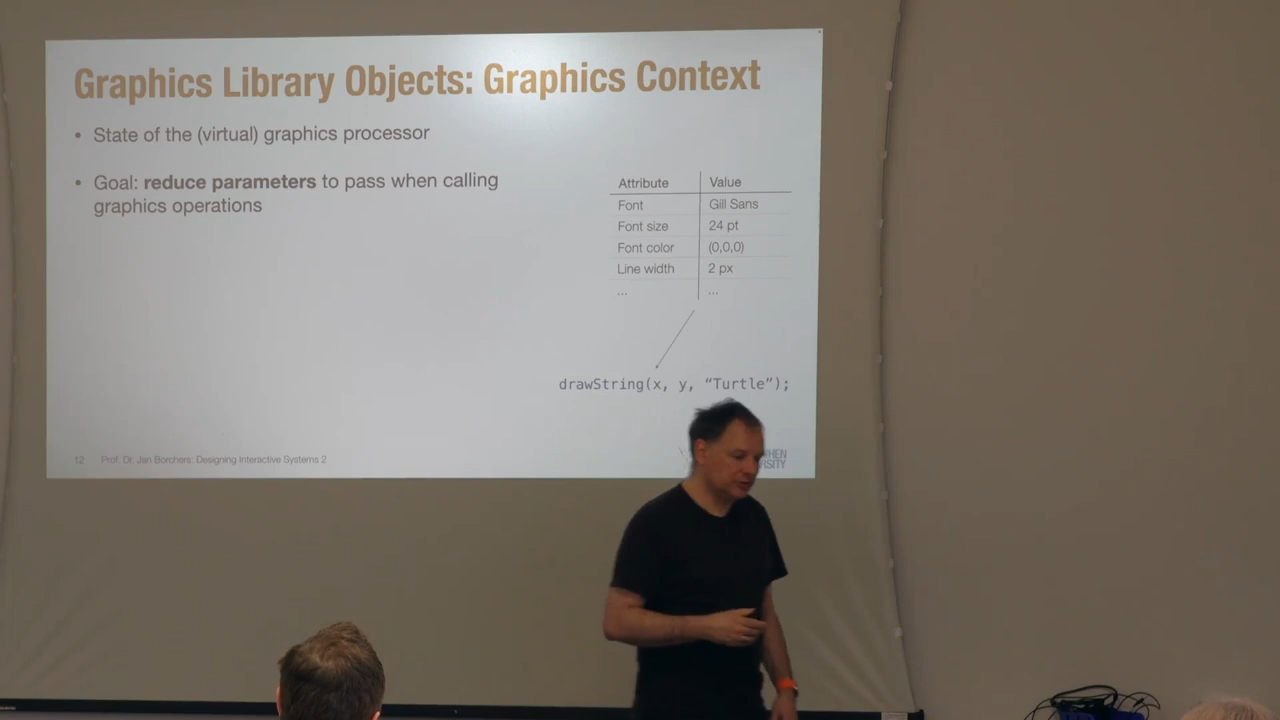 Graphics Library Objects: Graphics Context
• State of the (virtual) graphics processor
• Goal: reduce parameters to pass when calling
graphics operations
Attribute Value
Font Gill Sans
Font size 24 pt
Font color (0,0,0)
Line width 2 px
... ...
drawString(x, y, “Turtle”);
12 Prof. Dr. Jan Borchers: Designing Interactive Systems 2